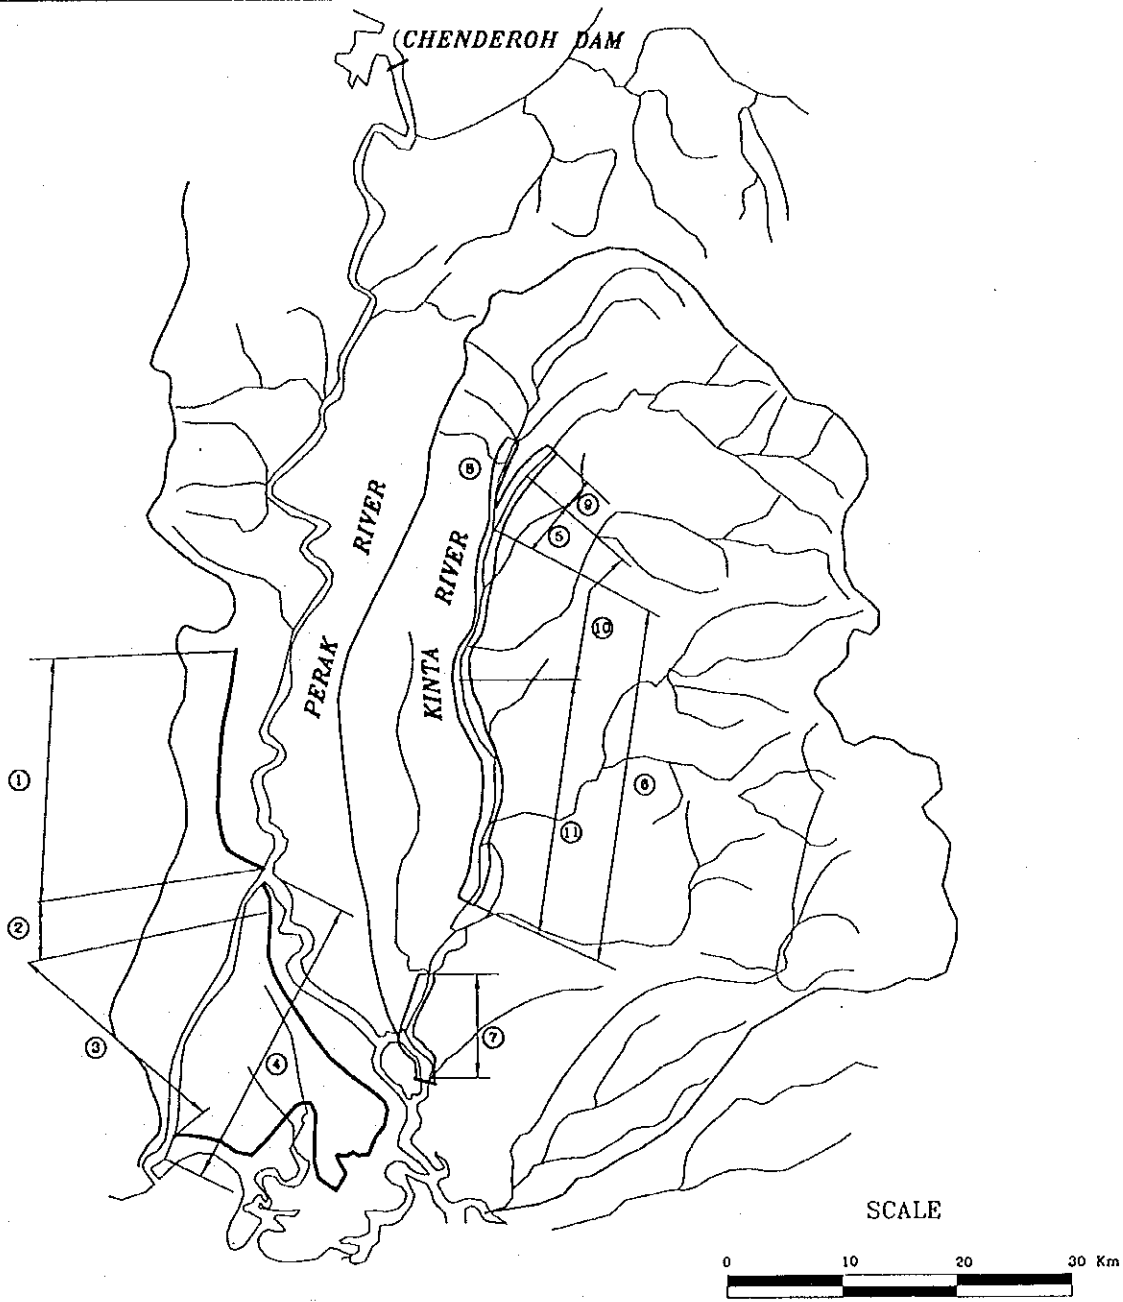 CHENDEROH DAM
PERAK RIVER
KINTA RIVER
⑧
⑨
⑤
⑩
①
⑥
⑪
②
⑦
③
④
SCALE
0 10 20 30 Km